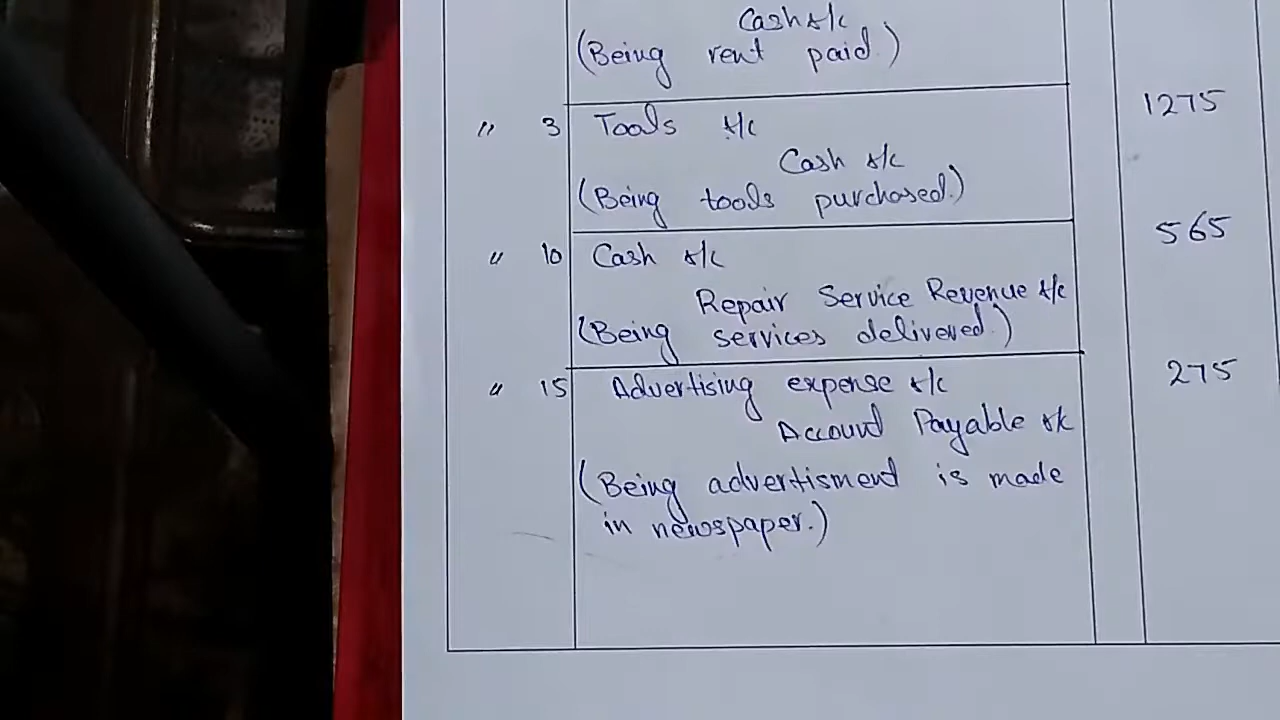 Cash A/c
(Being rent paid.)
1275
" 3 Tools A/c
Cash A/c
(Being tools purchased.)
565
" 10 Cash A/c
Repair Service Revenue A/c
(Being services delivered.)
275
" 15 Advertising expense A/c
Account Payable A/c
(Being advertisment is made
in newspaper.)